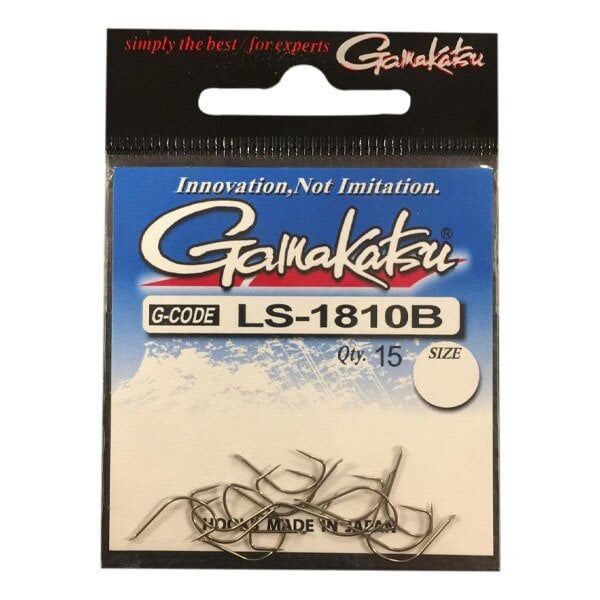 simply the best / for experts Gamakatsu
Innovation,Not Imitation.
Gamakatsu®
G-CODE LS-1810B
Qty. 15 SIZE
HOOKS MADE IN JAPAN